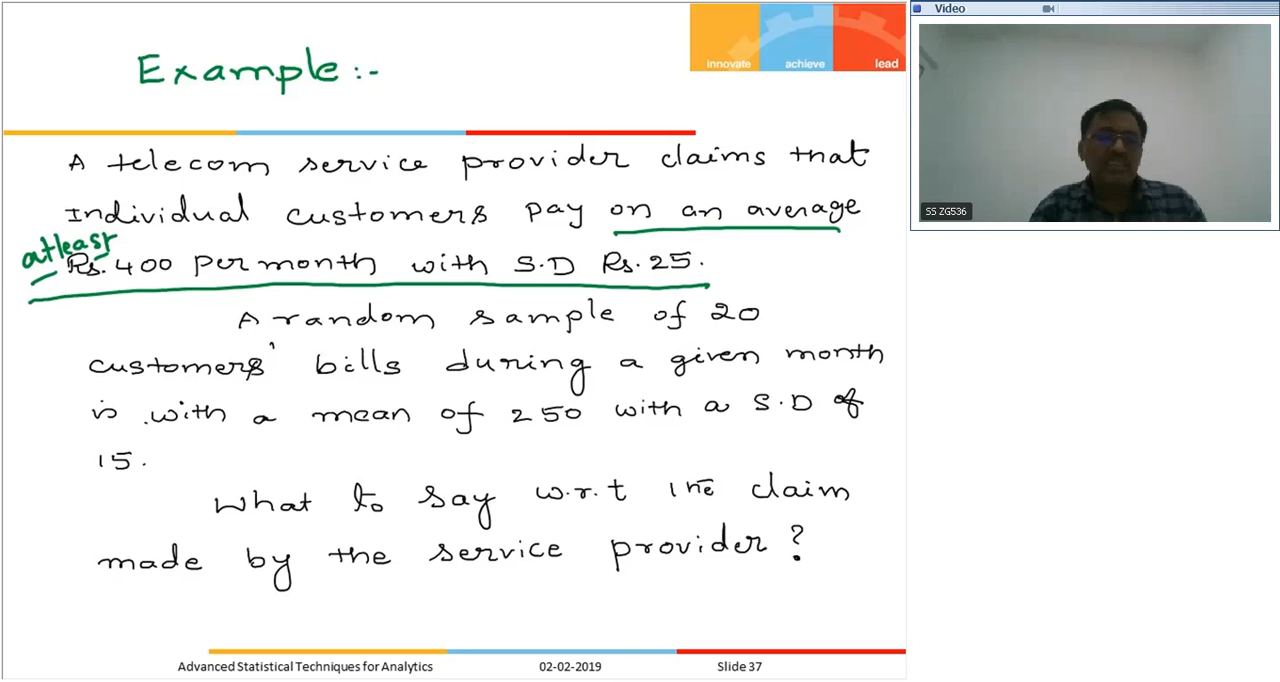 Example:-
innovate achieve lead
A telecom service provider claims that
Individual customers pay on an average
atleast
Rs. 400 Per month with S.D Rs. 25.
A random sample of 20
customers' bills during a given month
is with a mean of 250 with a S.D of
15.
What to say w.r.t the claim
made by the service provider?
Advanced Statistical Techniques for Analytics 02-02-2019 Slide 37
Video
SS ZG536